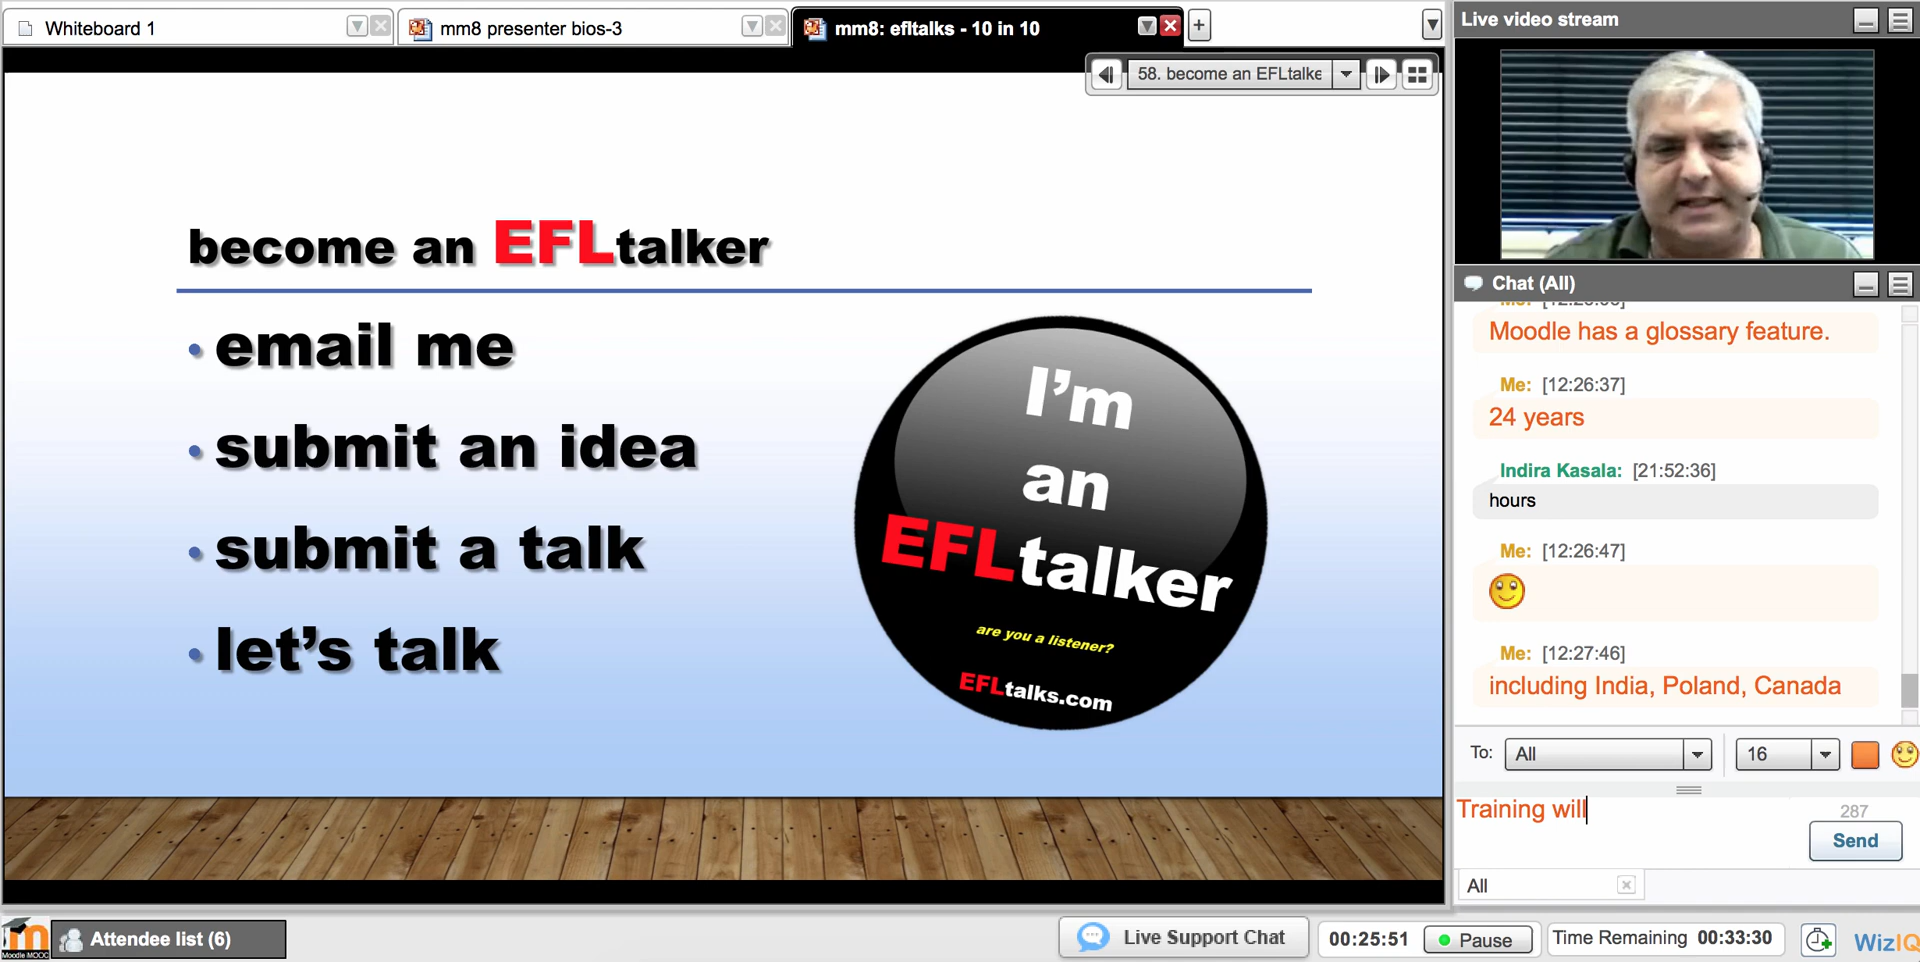 Whiteboard 1
mm8 presenter bios-3
mm8: efltalks - 10 in 10
58. become an EFLtalke
become an EFLtalker
email me
submit an idea
submit a talk
let's talk
I'm
an
EFLtalker
are you a listener?
EFLtalks.com
Live video stream
Chat (All)
Moodle has a glossary feature.
Me: [12:26:37]
24 years
Indira Kasala: [21:52:36]
hours
Me: [12:26:47]
Me: [12:27:46]
including India, Poland, Canada
To: All 16
Training will
287
Send
All
m
Moodle MOOC
Attendee list (6)
Live Support Chat
00:25:51 Pause
Time Remaining 00:33:30
WizIQ